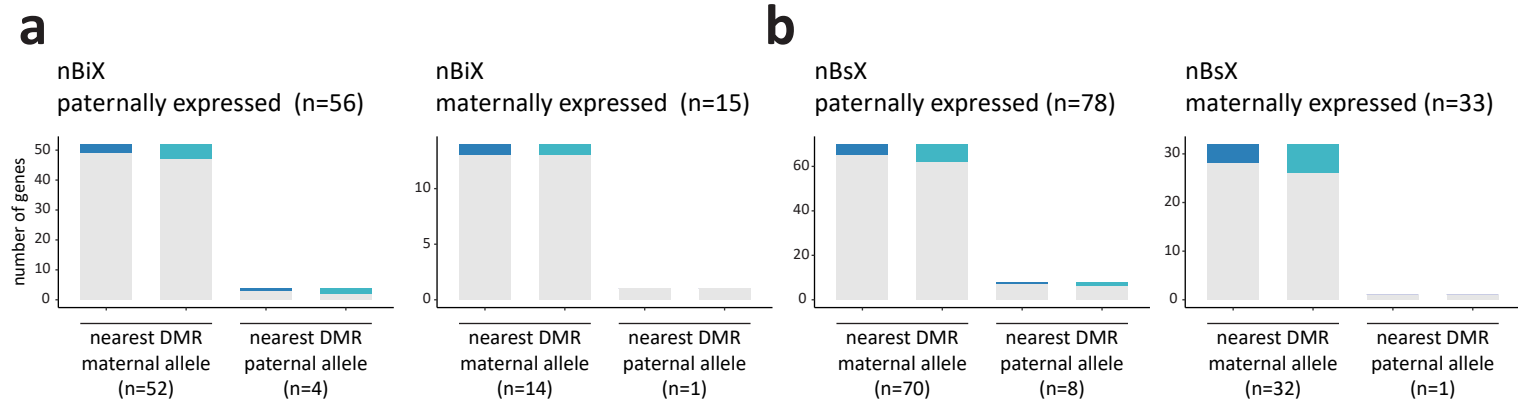 a
nBiX
paternally expressed (n=56)
number of genes
50
40
30
20
10
0
nearest DMR
maternal allele
(n=52)
nearest DMR
paternal allele
(n=4)
nBiX
maternally expressed (n=15)
10
5
0
nearest DMR
maternal allele
(n=14)
nearest DMR
paternal allele
(n=1)
b
nBsX
paternally expressed (n=78)
60
40
20
0
nearest DMR
maternal allele
(n=70)
nearest DMR
paternal allele
(n=8)
nBsX
maternally expressed (n=33)
30
20
10
0
nearest DMR
maternal allele
(n=32)
nearest DMR
paternal allele
(n=1)